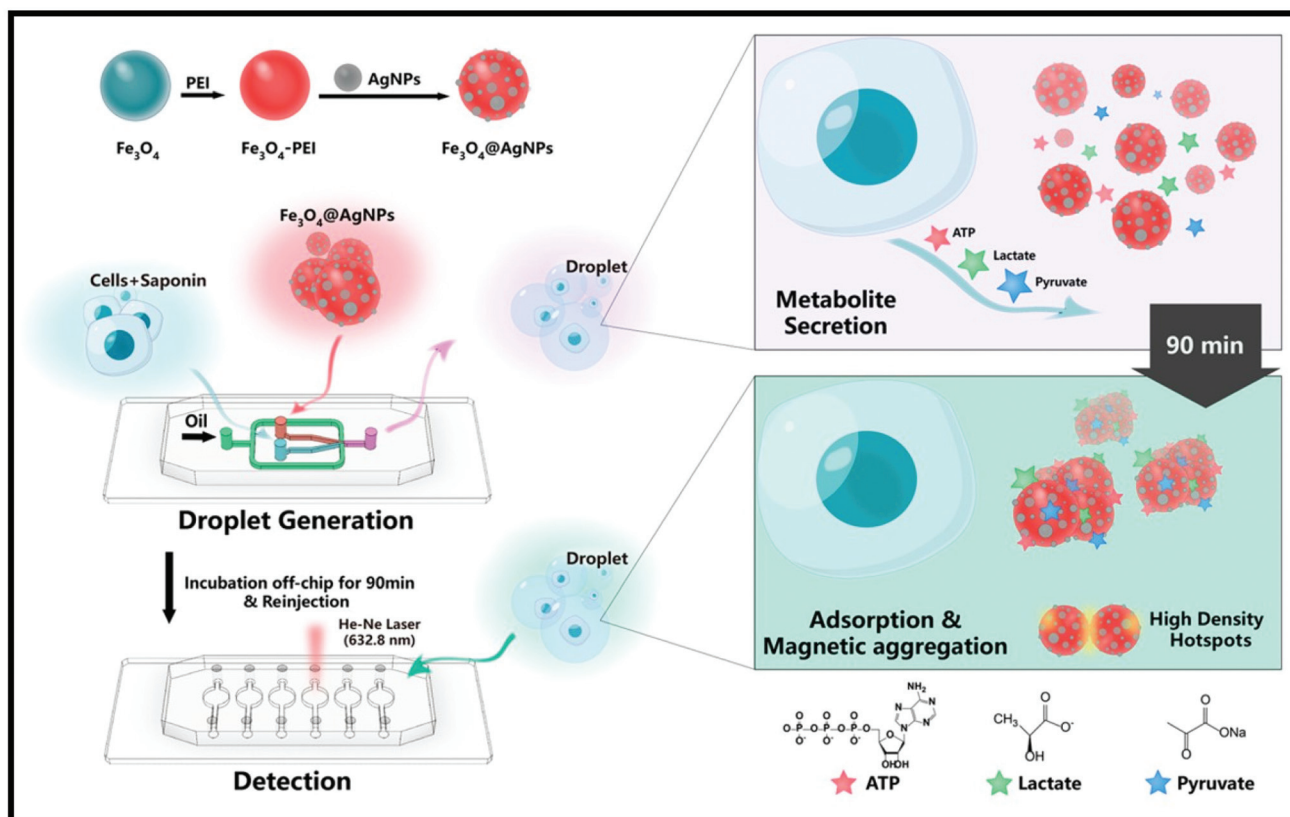 PEI
AgNPs
Fe₃O₄
Fe₃O₄-PEI
Fe₃O₄@AgNPs
Fe₃O₄@AgNPs
Cells+Saponin
Droplet
Oil
Droplet Generation
Incubation off-chip for 90min
& Reinjection
He-Ne Laser
(632.8 nm)
Droplet
Detection
ATP
Lactate
Pyruvate
Metabolite
Secretion
90 min
Adsorption &
Magnetic aggregation
High Density
Hotspots
NH₂
N
N
N
N
O
O
O
HO-P-O-P-O-P-O
O⁻
O⁻
O⁻
O
OHOH
ATP
O
CH₃
O⁻
OH
Lactate
O
ONa
O
Pyruvate